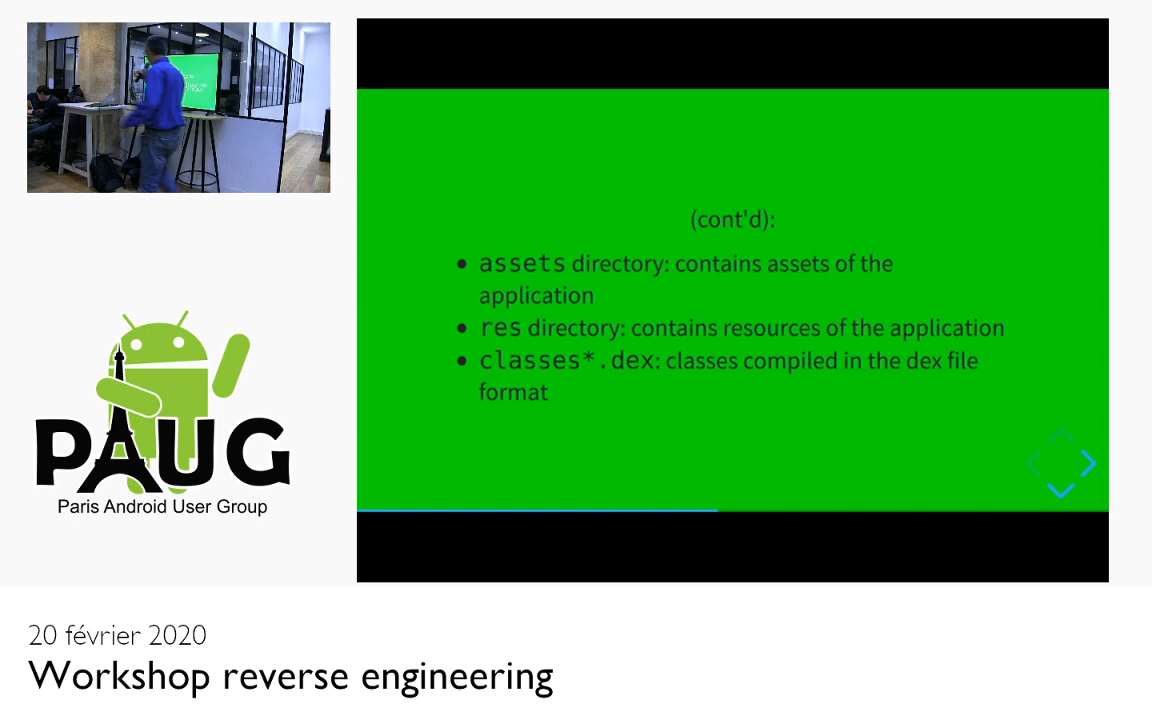 (cont'd):
• assets directory: contains assets of the
application
• res directory: contains resources of the application
• classes*.dex: classes compiled in the dex file
format
PAUG
Paris Android User Group
20 février 2020
Workshop reverse engineering